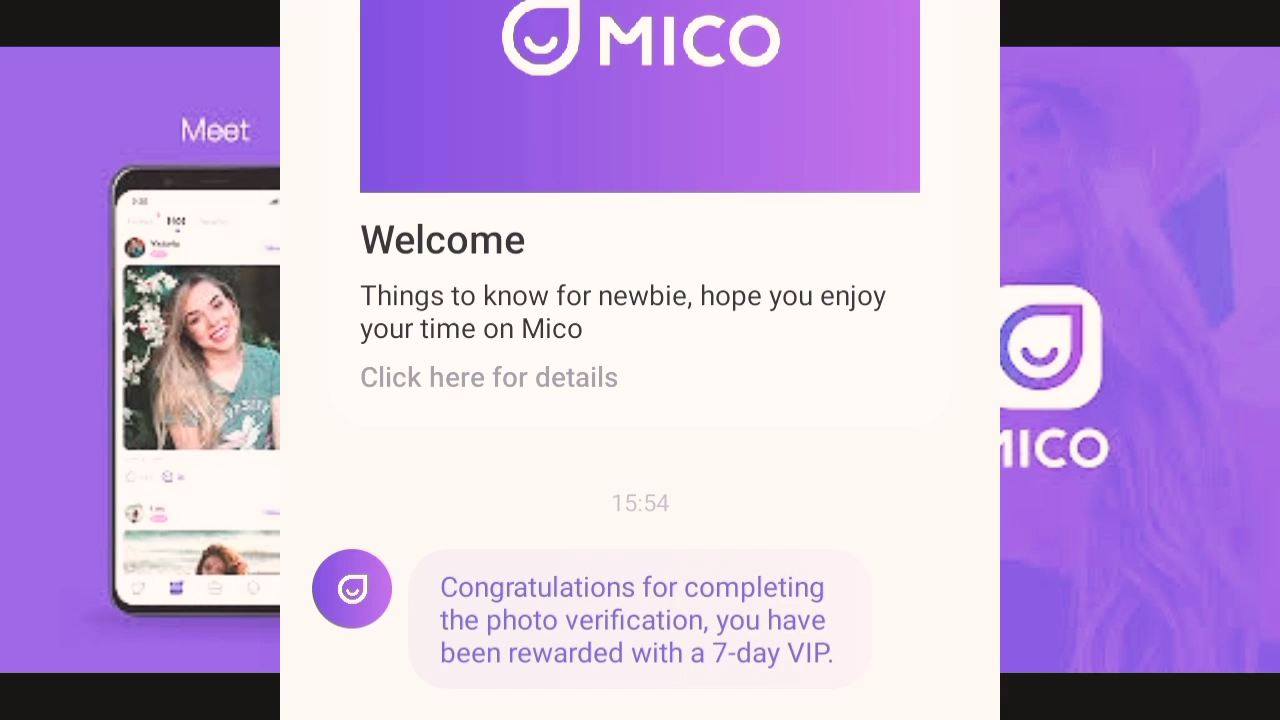 MICO
Meet
Welcome
Things to know for newbie, hope you enjoy
your time on Mico
Click here for details
15:54
Congratulations for completing
the photo verification, you have
been rewarded with a 7-day VIP.
MICO